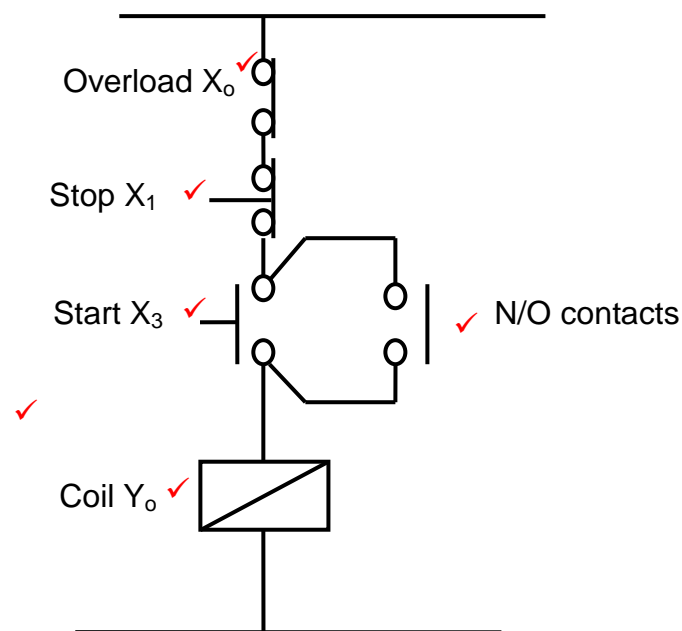 Overload Xₒ
Stop X₁
Start X₃
N/O contacts
Coil Yₒ